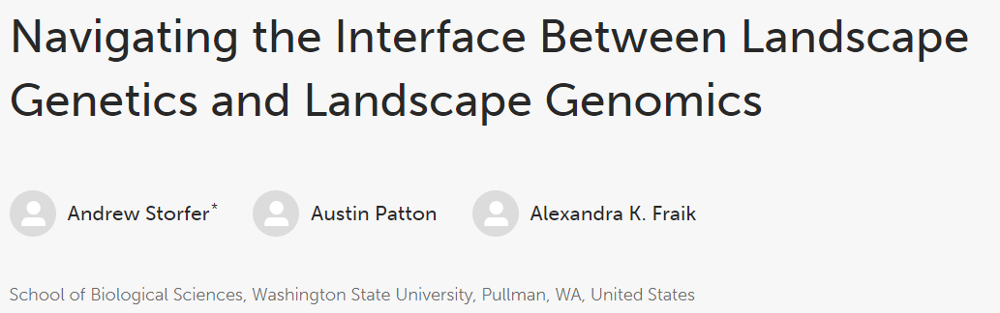 Navigating the Interface Between Landscape
Genetics and Landscape Genomics
Andrew Storfer* Austin Patton Alexandra K. Fraik
School of Biological Sciences, Washington State University, Pullman, WA, United States